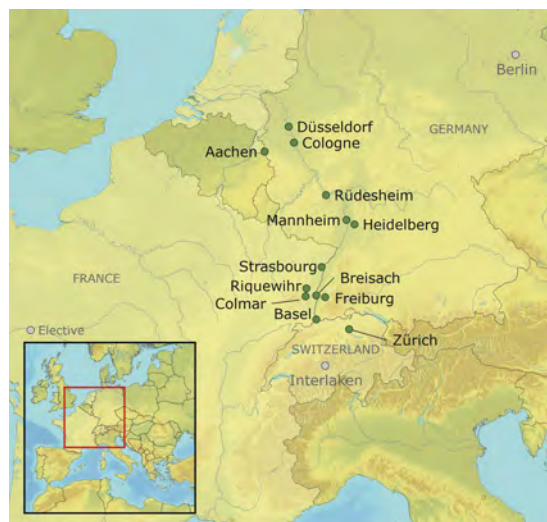 Berlin
Düsseldorf
GERMANY
Cologne
Aachen
Rüdesheim
Mannheim
Heidelberg
Strasbourg
FRANCE
Riquewihr
Breisach
Colmar
Freiburg
Basel
Elective
Zürich
SWITZERLAND
Interlaken